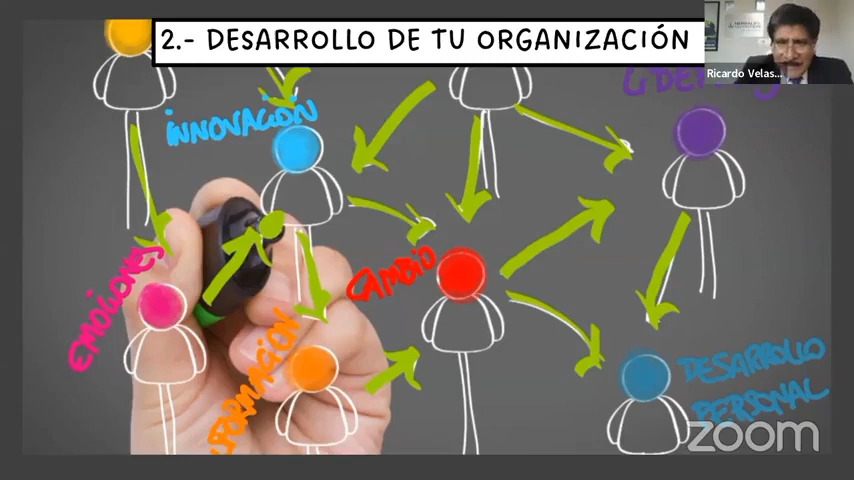 2.- DESARROLLO DE TU ORGANIZACIÓN
Ricardo Velas...
INNOVACIÓN
EMOCIONES
CAMBIO
DESARROLLO
PERSONAL
zoom